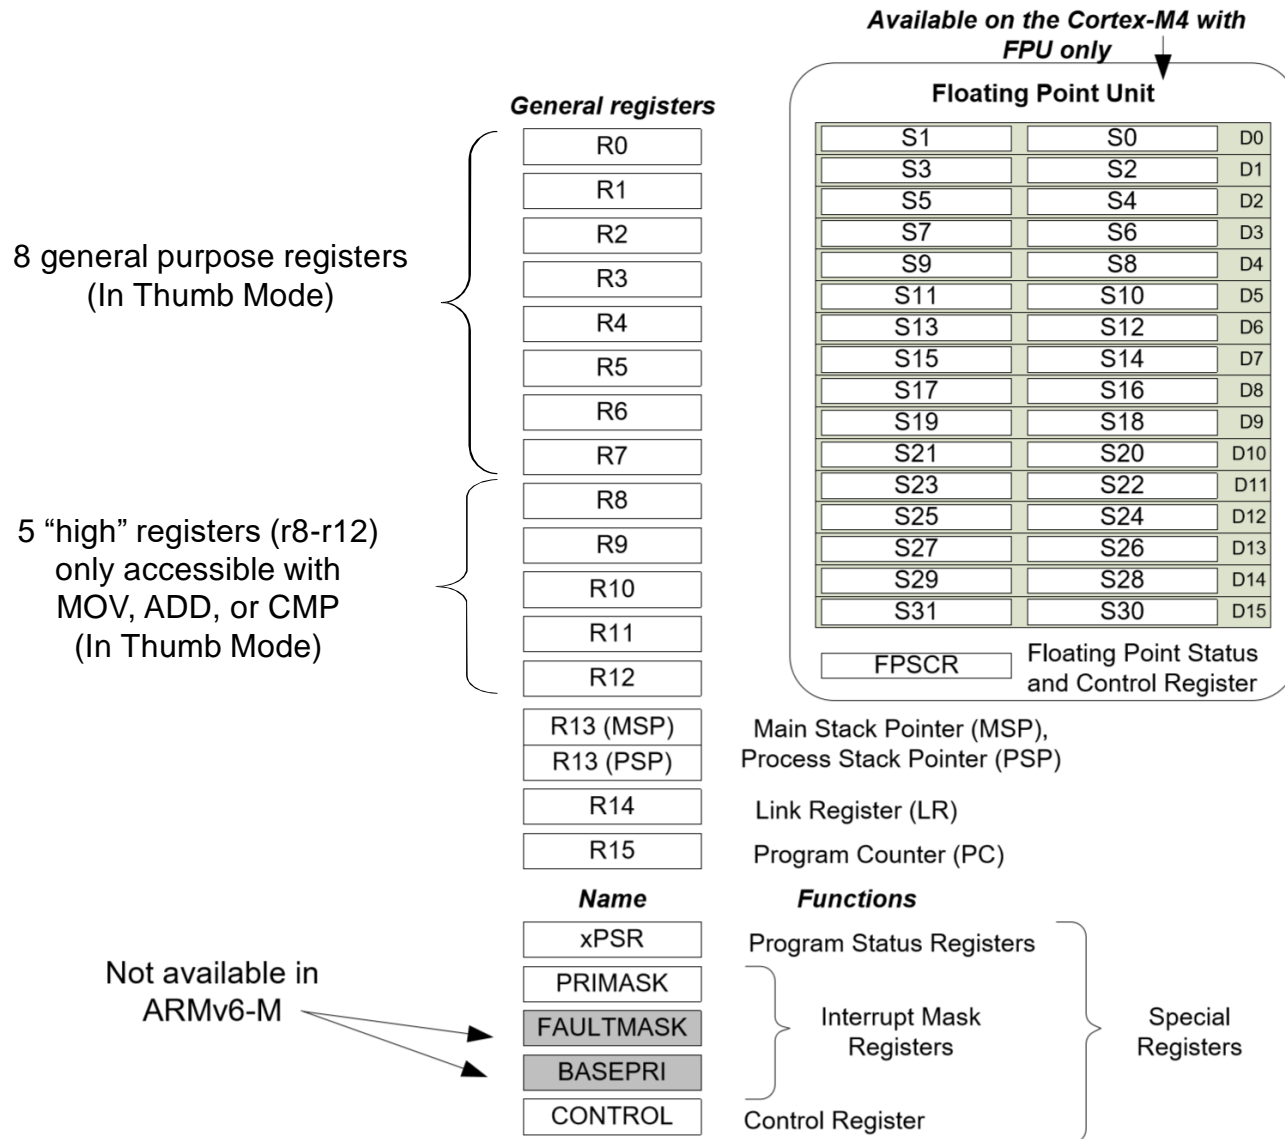 Available on the Cortex-M4 with
FPU only
Floating Point Unit
General registers
R0
R1
R2
R3
R4
R5
R6
R7
R8
R9
R10
R11
R12
8 general purpose registers
(In Thumb Mode)
5 “high” registers (r8-r12)
only accessible with
MOV, ADD, or CMP
(In Thumb Mode)
S1 S0 D0
S3 S2 D1
S5 S4 D2
S7 S6 D3
S9 S8 D4
S11 S10 D5
S13 S12 D6
S15 S14 D7
S17 S16 D8
S19 S18 D9
S21 S20 D10
S23 S22 D11
S25 S24 D12
S27 S26 D13
S29 S28 D14
S31 S30 D15
FPSCR
Floating Point Status
and Control Register
R13 (MSP)
R13 (PSP)
Main Stack Pointer (MSP),
Process Stack Pointer (PSP)
R14 Link Register (LR)
R15 Program Counter (PC)
Name Functions
xPSR Program Status Registers
PRIMASK
FAULTMASK
BASEPRI
Interrupt Mask
Registers
CONTROL Control Register
Special
Registers
Not available in
ARMv6-M